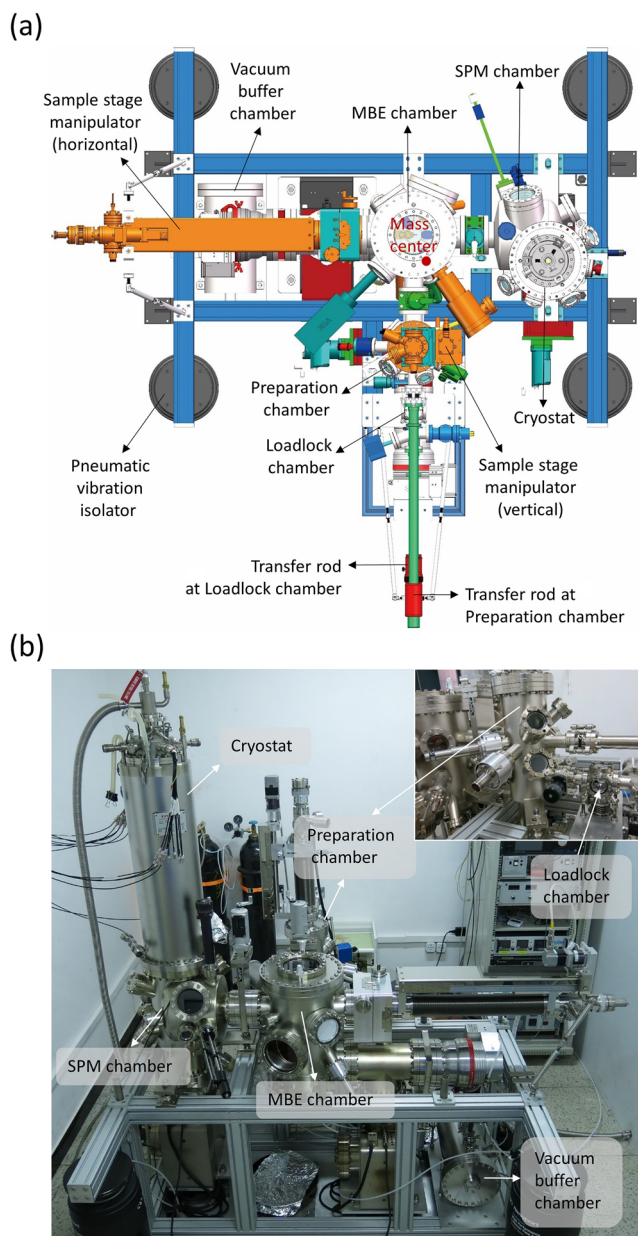 (a)
Vacuum
buffer
chamber
SPM chamber
Sample stage
manipulator
(horizontal)
MBE chamber
Mass
center
Preparation
chamber
Loadlock
chamber
Cryostat
Pneumatic
vibration
isolator
Sample stage
manipulator
(vertical)
Transfer rod
at Loadlock chamber
Transfer rod at
Preparation chamber
(b)
Cryostat
Preparation
chamber
Loadlock
chamber
SPM chamber
MBE chamber
Vacuum
buffer
chamber